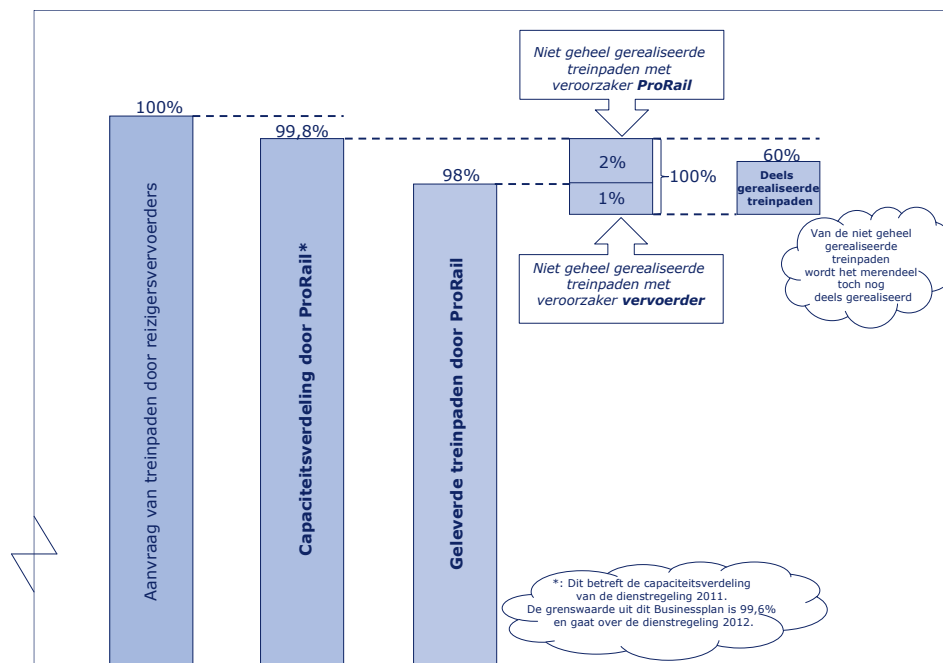 Niet geheel gerealiseerde
treinpaden met
veroorzaker ProRail
100%
99,8%
98%
2%
1%
100%
60%
Deels
gerealiseerde
treinpaden
Van de niet geheel
gerealiseerde
treinpaden
wordt het merendeel
toch nog
deels gerealiseerd
Niet geheel gerealiseerde
treinpaden met
veroorzaker vervoerder
Aanvraag van treinpaden door reizigersvervoerders
Capaciteitsverdeling door ProRail*
Geleverde treinpaden door ProRail
*: Dit betreft de capaciteitsverdeling
van de dienstregeling 2011.
De grenswaarde uit dit Businessplan is 99,6%
en gaat over de dienstregeling 2012.